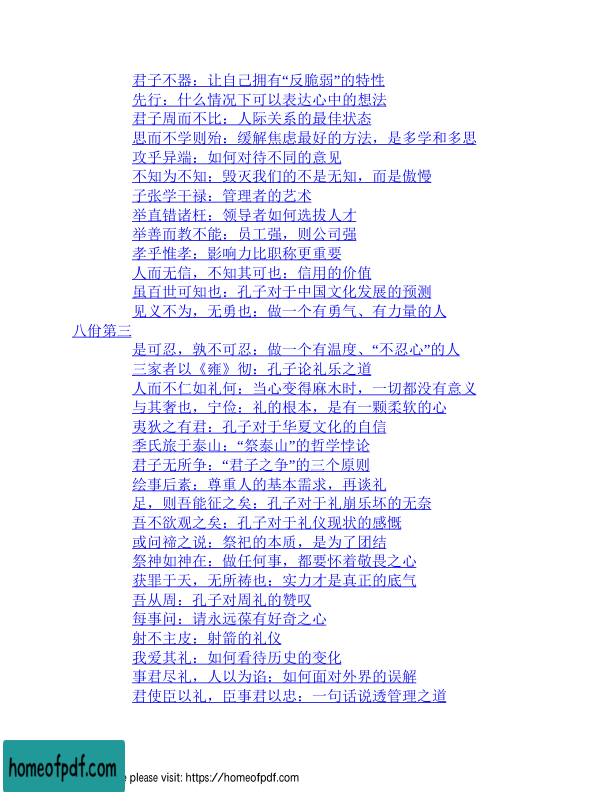 君子不器：让自己拥有“反脆弱”的特性
先行：什么情况下可以表达心中的想法
君子周而不比：人际关系的最佳状态
思而不学则殆：缓解焦虑最好的方法，是多学和多思
攻乎异端：如何对待不同的意见
不知为不知：毁灭我们的不是无知，而是傲慢
子张学干禄：管理者的艺术
举直错诸枉：领导者如何选拔人才
举善而教不能：员工强，则公司强
孝乎惟孝：影响力比职称更重要
人而无信，不知其可也：信用的价值
虽百世可知也：孔子对于中国文化发展的预测
见义不为，无勇也：做一个有勇气、有力量的人
八佾第三
是可忍，孰不可忍：做一个有温度、“不忍心”的人
三家者以《雍》彻：孔子论礼乐之道
人而不仁如礼何：当心变得麻木时，一切都没有意义
与其奢也，宁俭：礼的根本，是有一颗柔软的心
夷狄之有君：孔子对于华夏文化的自信
季氏旅于泰山：“祭泰山”的哲学悖论
君子无所争：“君子之争”的三个原则
绘事后素：尊重人的基本需求，再谈礼
足，则吾能征之矣：孔子对于礼崩乐坏的无奈
吾不欲观之矣：孔子对于礼仪现状的感慨
或问禘之说：祭祀的本质，是为了团结
祭神如神在：做任何事，都要怀着敬畏之心
获罪于天，无所祷也：实力才是真正的底气
吾从周：孔子对周礼的赞叹
每事问：请永远葆有好奇之心
射不主皮：射箭的礼仪
我爱其礼：如何看待历史的变化
事君尽礼，人以为谄：如何面对外界的误解
君使臣以礼，臣事君以忠：一句话说透管理之道
homeofpdf.com
please visit: https://homeofpdf.com